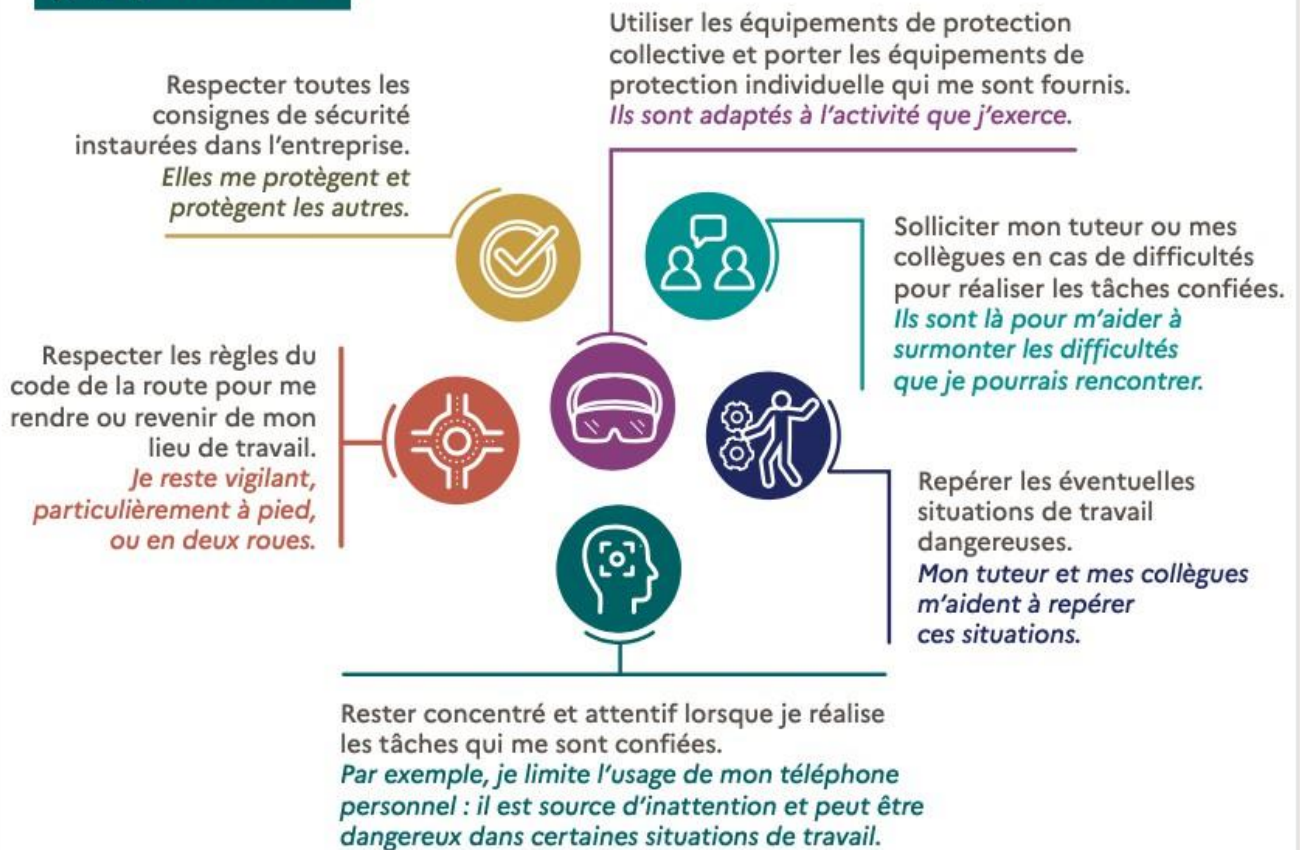 Utiliser les équipements de protection
collective et porter les équipements de
protection individuelle qui me sont fournis.
Ils sont adaptés à l'activité que j'exerce.
Respecter toutes les
consignes de sécurité
instaurées dans l'entreprise.
Elles me protègent et
protègent les autres.
Solliciter mon tuteur ou mes
collègues en cas de difficultés
pour réaliser les tâches confiées.
Ils sont là pour m'aider à
surmonter les difficultés
que je pourrais rencontrer.
Respecter les règles du
code de la route pour me
rendre ou revenir de mon
lieu de travail.
Je reste vigilant,
particulièrement à pied,
ou en deux roues.
Repérer les éventuelles
situations de travail
dangereuses.
Mon tuteur et mes collègues
m'aident à repérer
ces situations.
Rester concentré et attentif lorsque je réalise
les tâches qui me sont confiées.
Par exemple, je limite l'usage de mon téléphone
personnel : il est source d'inattention et peut être
dangereux dans certaines situations de travail.